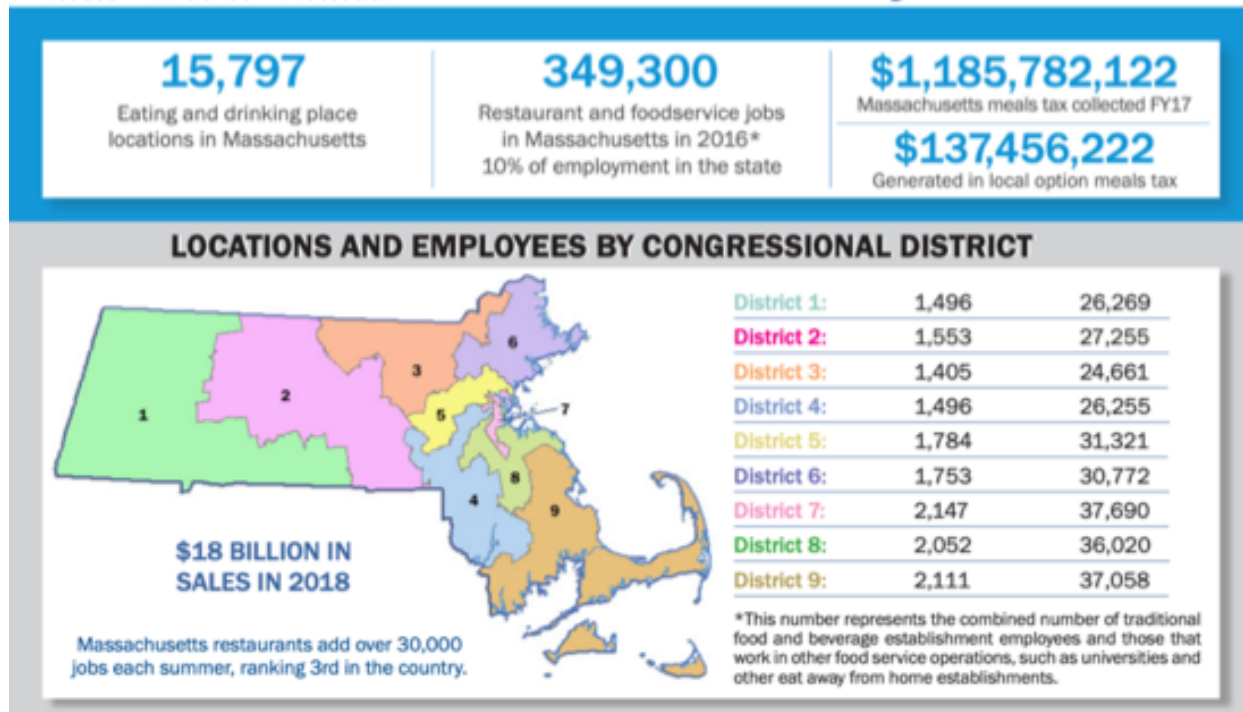 15,797
Eating and drinking place
locations in Massachusetts
349,300
Restaurant and foodservice jobs
in Massachusetts in 2016*
10% of employment in the state
$1,185,782,122
Massachusetts meals tax collected FY17
$137,456,222
Generated in local option meals tax
LOCATIONS AND EMPLOYEES BY CONGRESSIONAL DISTRICT
1
2
3
6
5
7
4
8
9
$18 BILLION IN
SALES IN 2018
Massachusetts restaurants add over 30,000
jobs each summer, ranking 3rd in the country.
District 1: 1,496 26,269
District 2: 1,553 27,255
District 3: 1,405 24,661
District 4: 1,496 26,255
District 5: 1,784 31,321
District 6: 1,753 30,772
District 7: 2,147 37,690
District 8: 2,052 36,020
District 9: 2,111 37,058
*This number represents the combined number of traditional
food and beverage establishment employees and those that
work in other food service operations, such as universities and
other eat away from home establishments.